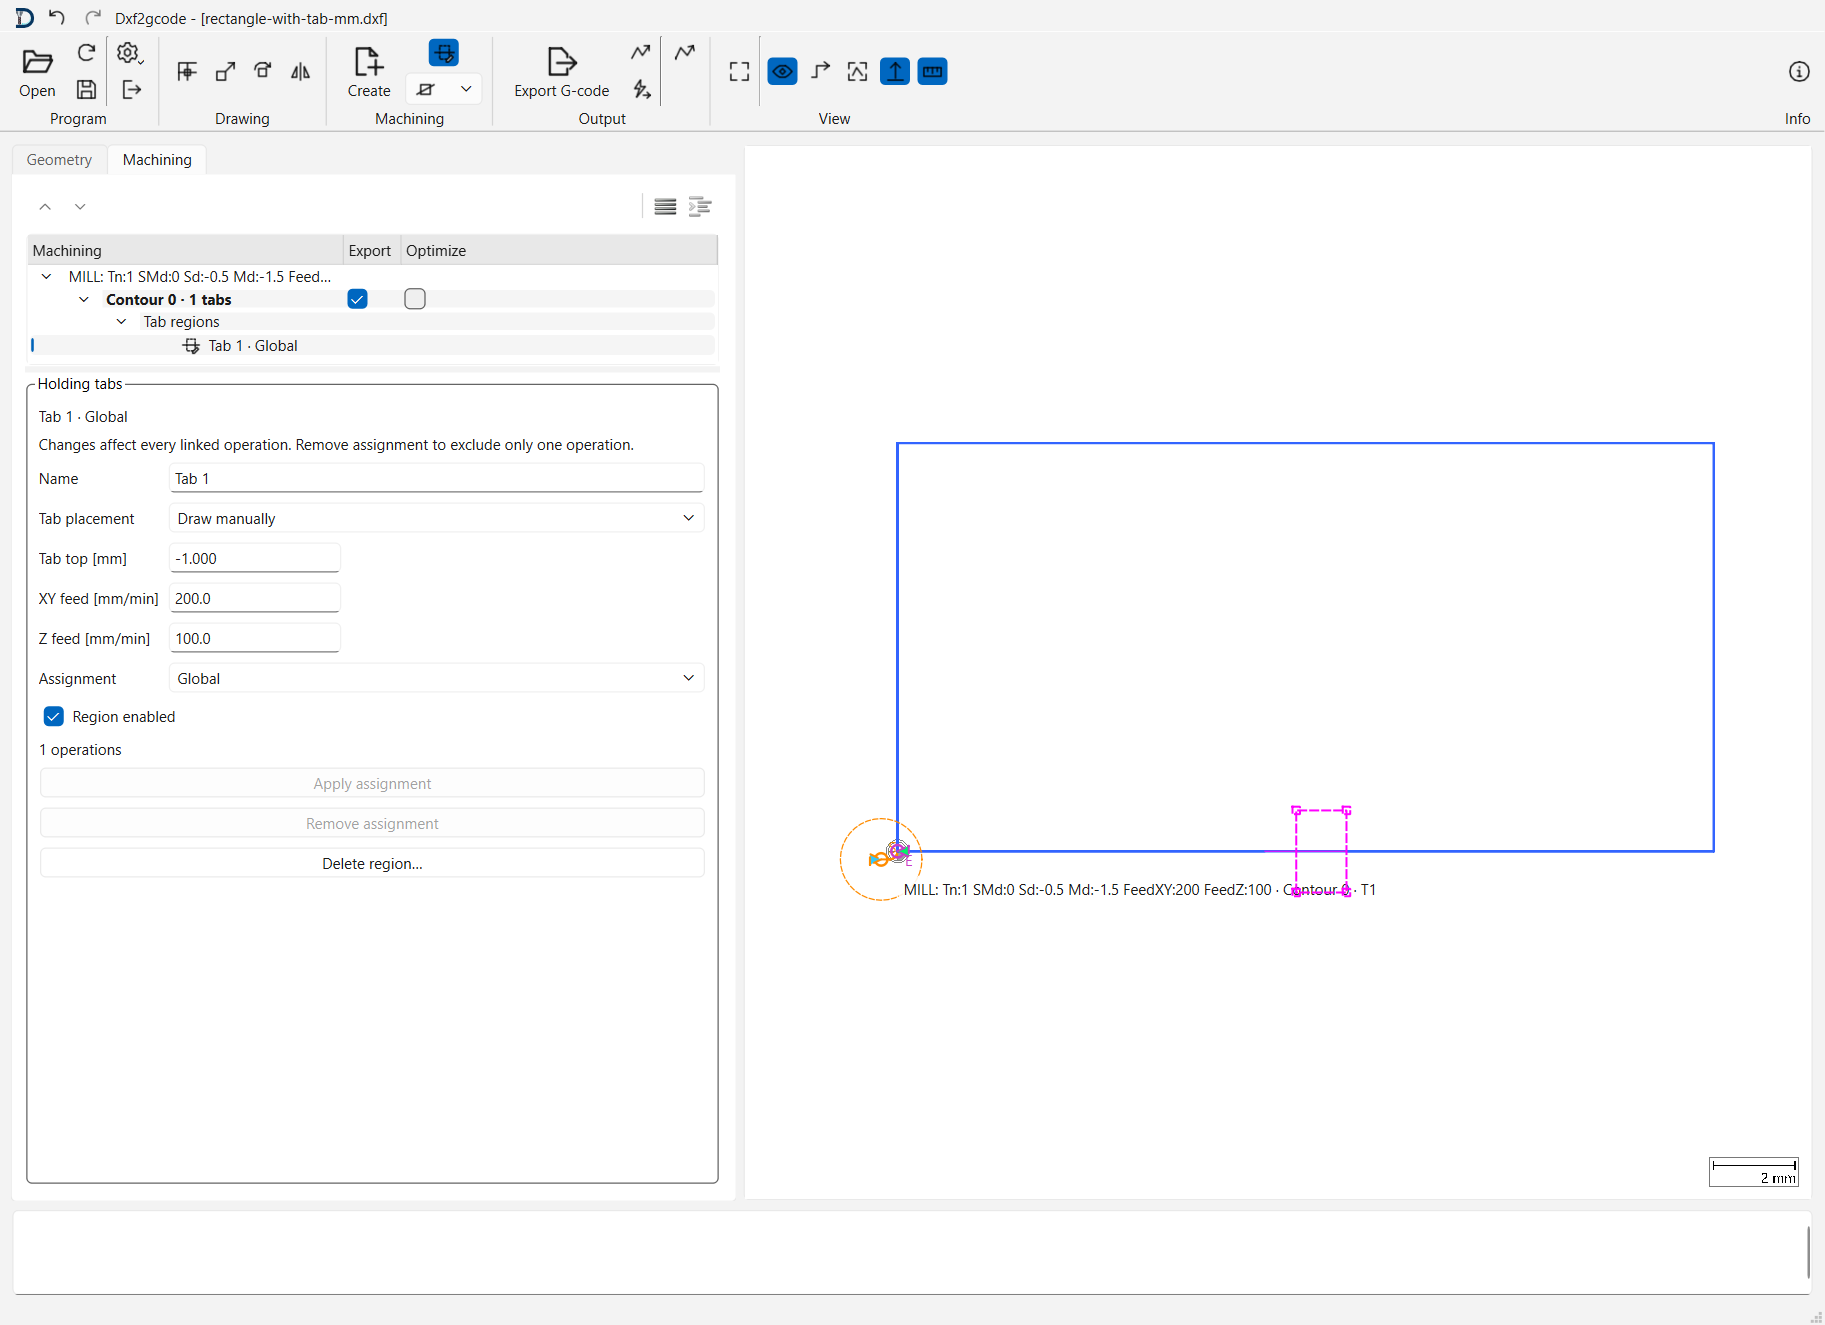 Dxf2gcode - [rectangle-with-tab-mm.dxf]
Open
Create
Export G-code
Program
Drawing
Machining
Output
View
Info
Geometry
Machining
Machining Export Optimize
MILL: Tn:1 SMd:0 Sd:-0.5 Md:-1.5 Feed...
Contour 0 · 1 tabs
Tab regions
Tab 1 · Global
Holding tabs
Tab 1 · Global
Changes affect every linked operation. Remove assignment to exclude only one operation.
Name Tab 1
Tab placement Draw manually
Tab top [mm] -1.000
XY feed [mm/min] 200.0
Z feed [mm/min] 100.0
Assignment Global
Region enabled
1 operations
Apply assignment
Remove assignment
Delete region...
E
MILL: Tn:1 SMd:0 Sd:-0.5 Md:-1.5 FeedXY:200 FeedZ:100 · Contour 0 · T1
2 mm